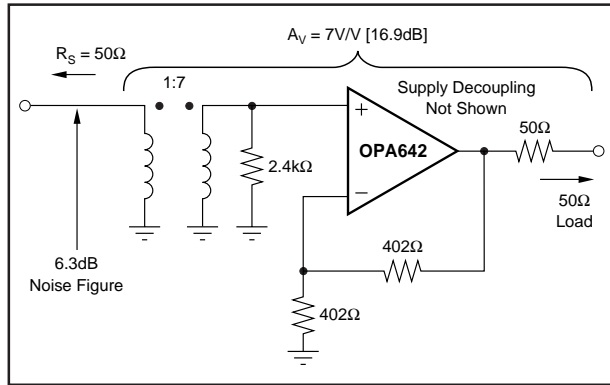 A_V = 7V/V [16.9dB]
R_S = 50Ω
1:7
Supply Decoupling
Not Shown
50Ω
+
OPA642
−
2.4kΩ
50Ω
Load
6.3dB
Noise Figure
402Ω
402Ω